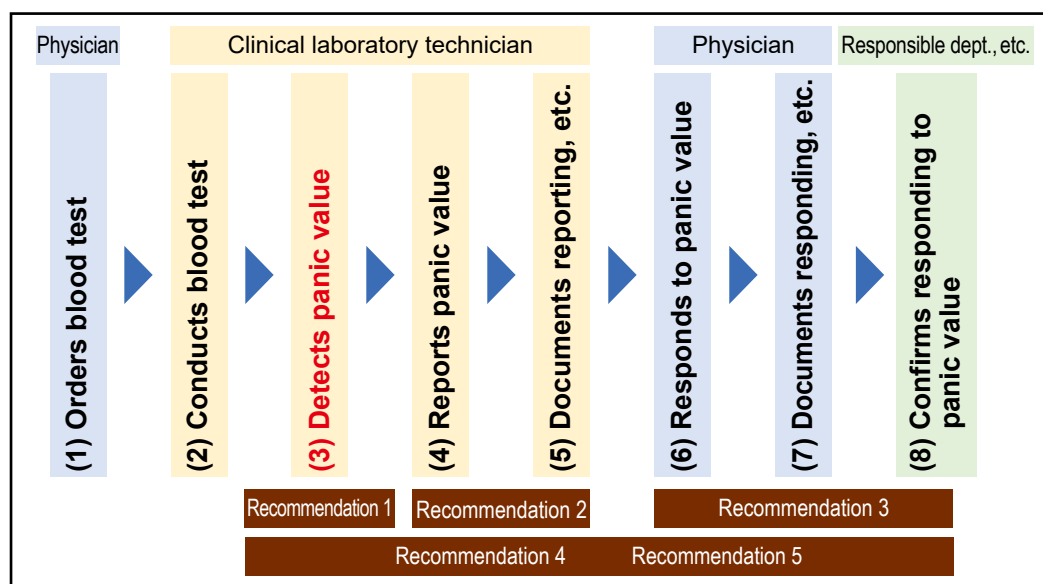 Physician
Clinical laboratory technician
Physician
Responsible dept., etc.
(1) Orders blood test
(2) Conducts blood test
(3) Detects panic value
(4) Reports panic value
(5) Documents reporting, etc.
(6) Responds to panic value
(7) Documents responding, etc.
(8) Confirms responding to
panic value
Recommendation 1
Recommendation 2
Recommendation 3
Recommendation 4
Recommendation 5